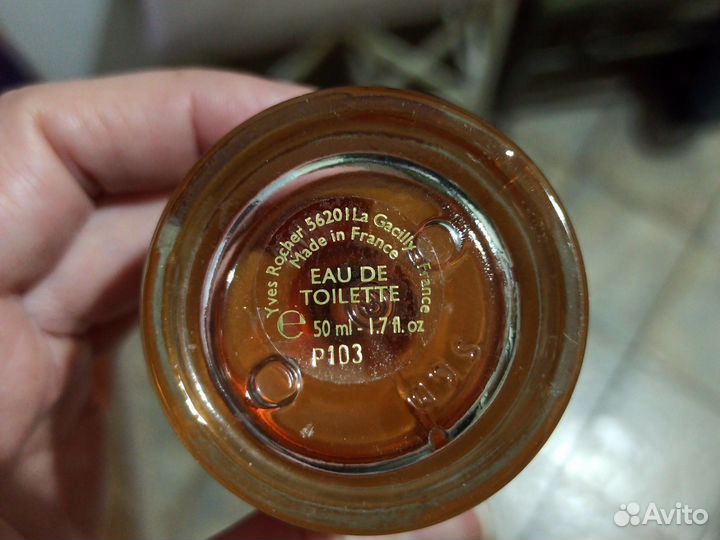 Yves Rocher 56201 La Gacilly France
Made in France
EAU DE
TOILETTE
e 50 ml - 1.7 fl. oz
P103
Avito